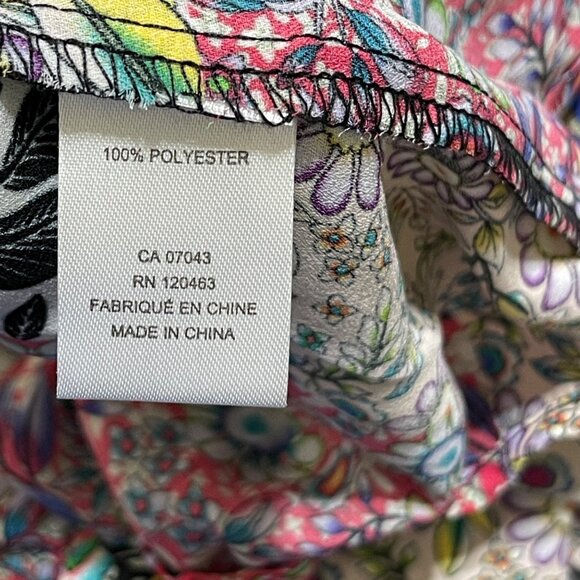 100% POLYESTER
CA 07043
RN 120463
FABRIQUÉ EN CHINE
MADE IN CHINA